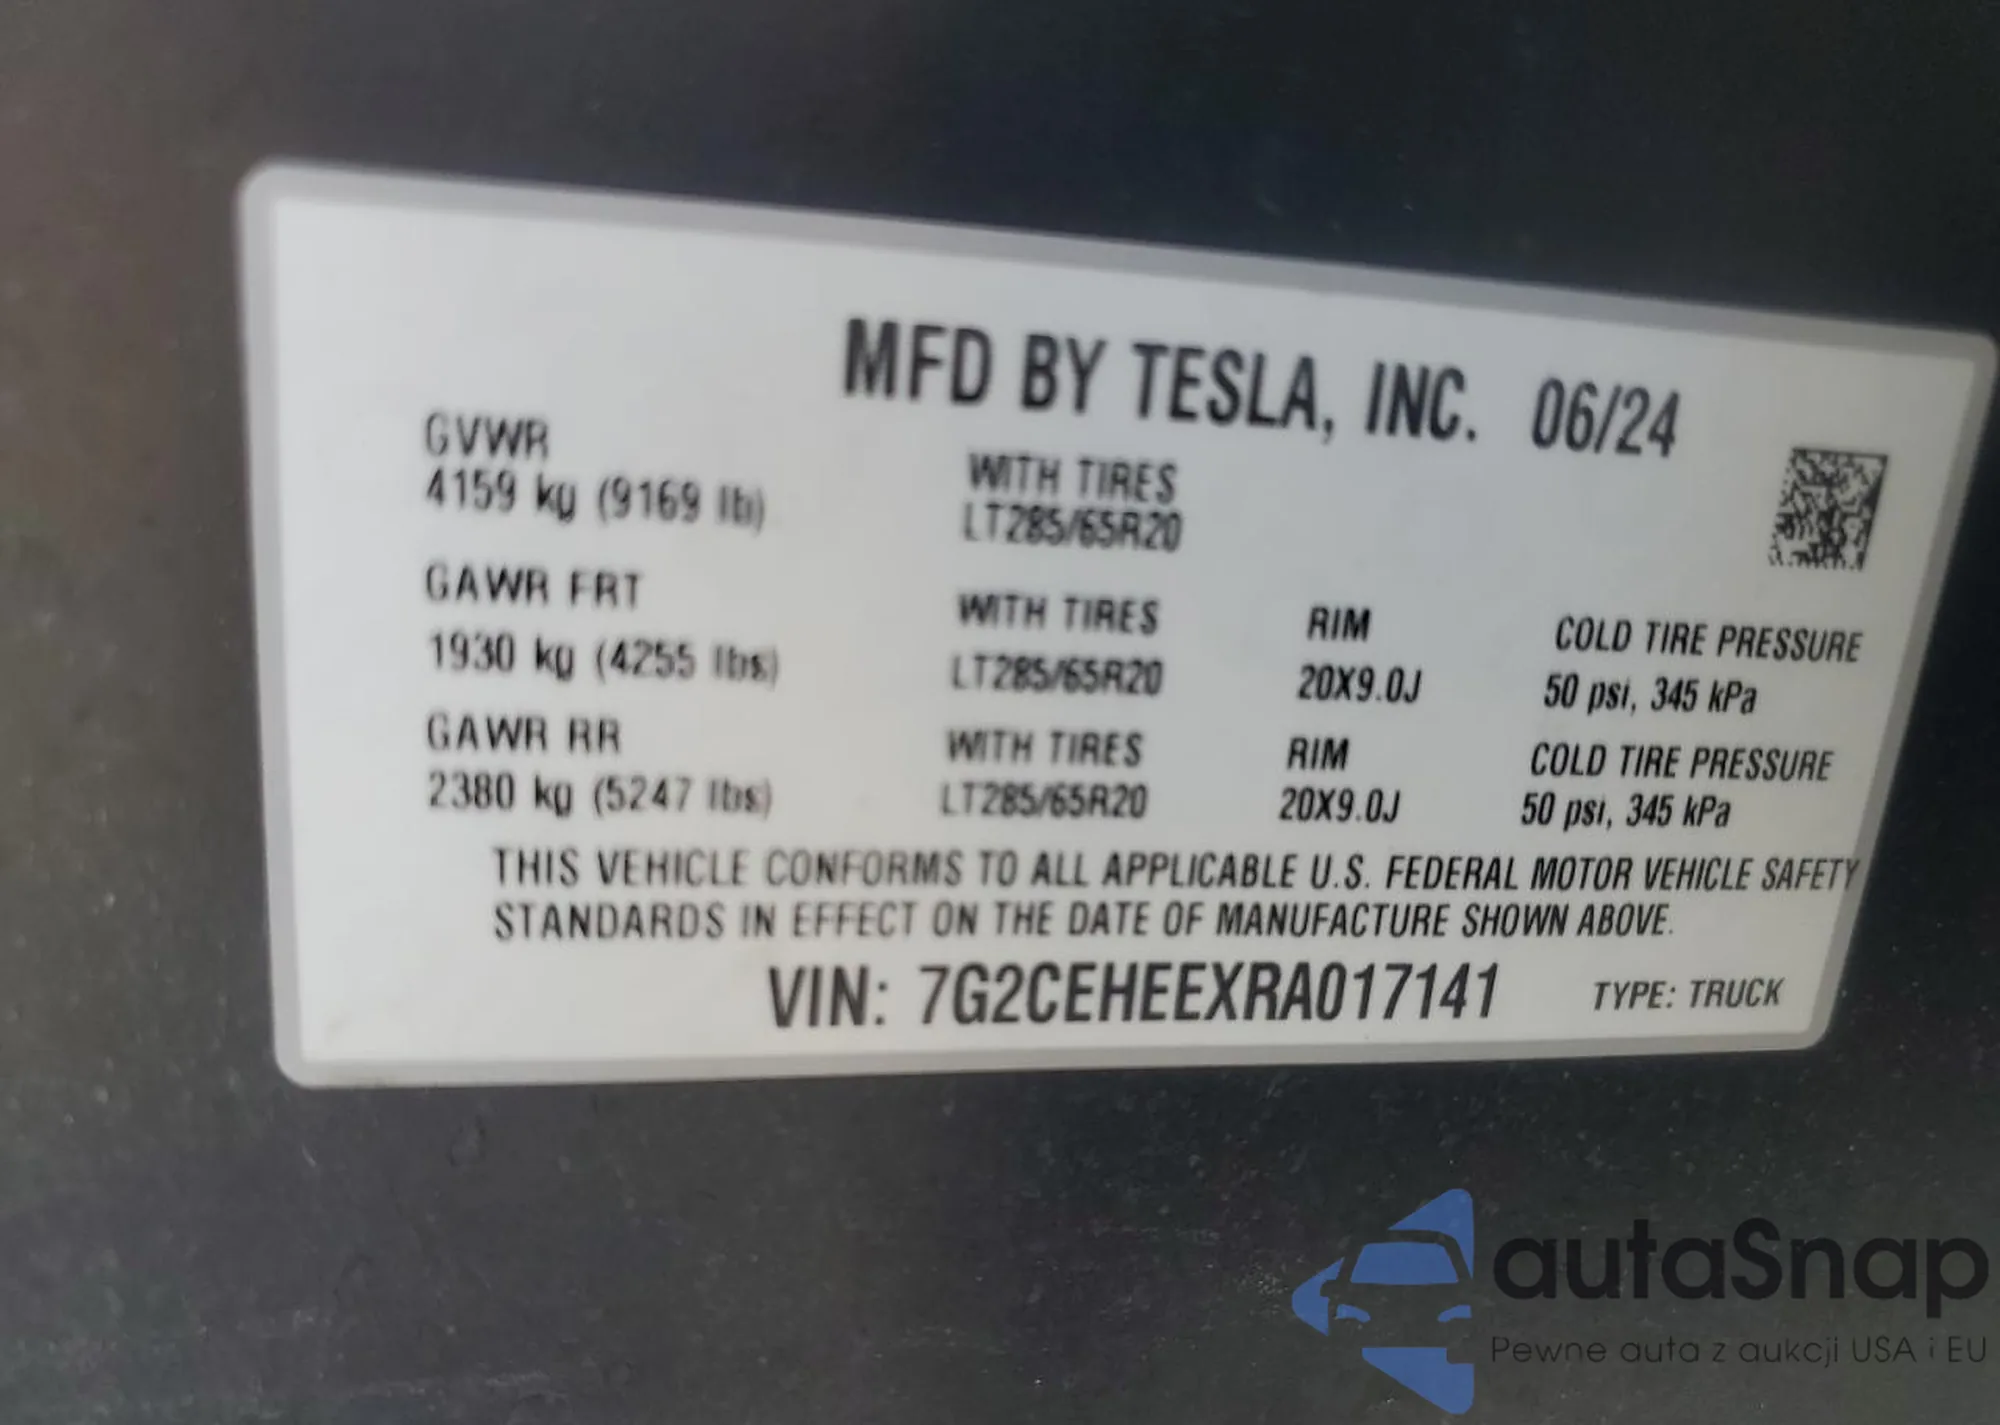 MFD BY TESLA, INC. 06/24
GVWR
4159 kg (9169 lb)
WITH TIRES
LT285/65R20
GAWR FRT
1930 kg (4255 lbs)
WITH TIRES
LT285/65R20
RIM
20X9.0J
COLD TIRE PRESSURE
50 psi, 345 kPa
GAWR RR
2380 kg (5247 lbs)
WITH TIRES
LT285/65R20
RIM
20X9.0J
COLD TIRE PRESSURE
50 psi, 345 kPa
THIS VEHICLE CONFORMS TO ALL APPLICABLE U.S. FEDERAL MOTOR VEHICLE SAFETY
STANDARDS IN EFFECT ON THE DATE OF MANUFACTURE SHOWN ABOVE.
VIN: 7G2CEHEEXRA017141 TYPE: TRUCK
autaSnap
Pewne auta z aukcji USA i EU